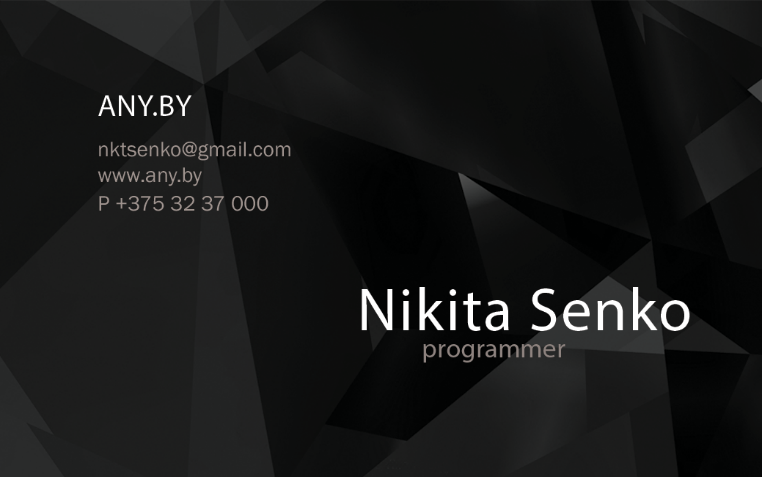 ANY.BY
nktsenko@gmail.com
www.any.by
P +375 32 37 000
Nikita Senko
programmer